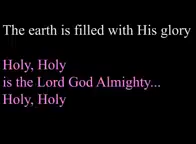 The earth is filled with His glory
Holy, Holy
is the Lord God Almighty...
Holy, Holy